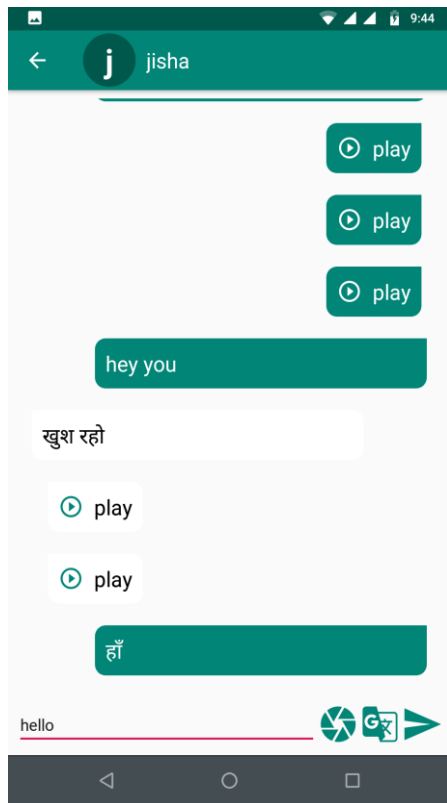 9:44
j
jisha
play
play
play
hey you
खुश रहो
play
play
हाँ
hello